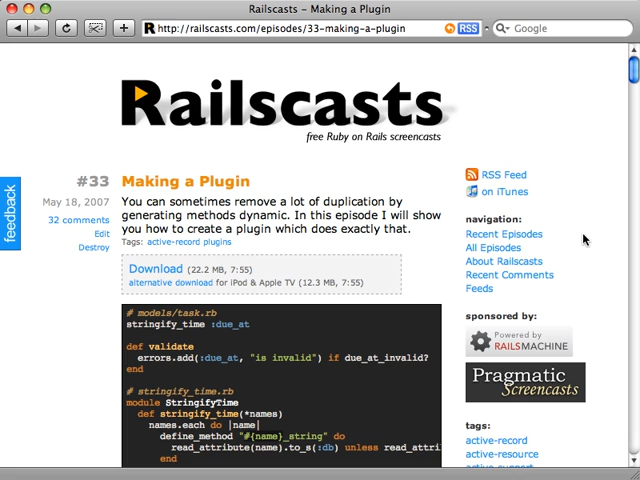 Railscasts – Making a Plugin
http://railscasts.com/episodes/33-making-a-plugin
RSS
Google
Railscasts
free Ruby on Rails screencasts
feedback
#33
May 18, 2007
32 comments
Edit
Destroy
Making a Plugin
You can sometimes remove a lot of duplication by
generating methods dynamic. In this episode I will show
you how to create a plugin which does exactly that.
Tags: active-record plugins
Download (22.2 MB, 7:55)
alternative download for iPod & Apple TV (12.3 MB, 7:55)
# models/task.rb
stringify_time :due_at
def validate
errors.add(:due_at, "is invalid") if due_at_invalid?
end
# stringify_time.rb
module StringifyTime
def stringify_time(*names)
names.each do |name|
define_method "#{name}_string" do
read_attribute(name).to_s(:db) unless read_attri
end
RSS Feed
on iTunes
navigation:
Recent Episodes
All Episodes
About Railscasts
Recent Comments
Feeds
sponsored by:
Powered by
RAILSMACHINE
Pragmatic
Screencasts
tags:
active-record
active-resource
active-support